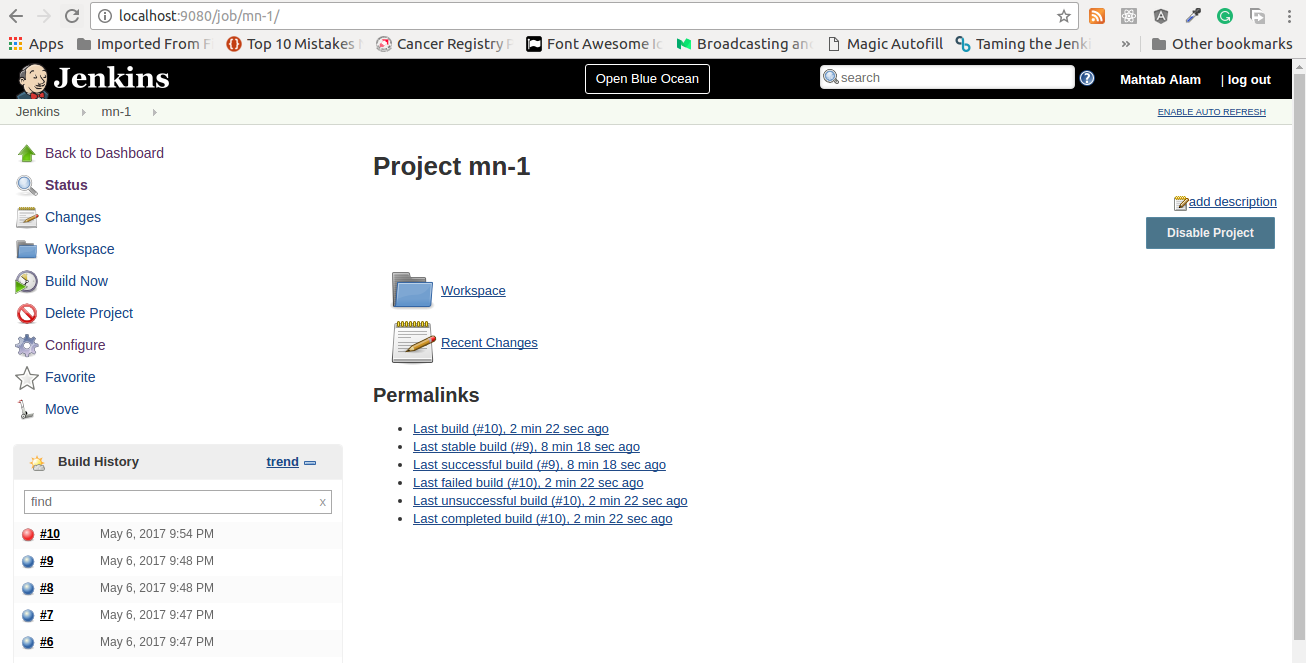 localhost:9080/job/mn-1/
Apps Imported From F Top 10 Mistakes Cancer Registry Font Awesome Broadcasting an Magic Autofill Taming the Jenki » Other bookmarks
Jenkins Open Blue Ocean search Mahtab Alam | log out
Jenkins mn-1 ENABLE AUTO REFRESH
Back to Dashboard
Status
Changes
Workspace
Build Now
Delete Project
Configure
Favorite
Move
Build History trend
find x
#10 May 6, 2017 9:54 PM
#9 May 6, 2017 9:48 PM
#8 May 6, 2017 9:48 PM
#7 May 6, 2017 9:47 PM
#6 May 6, 2017 9:47 PM
Project mn-1
add description
Disable Project
Workspace
Recent Changes
Permalinks
Last build (#10), 2 min 22 sec ago
Last stable build (#9), 8 min 18 sec ago
Last successful build (#9), 8 min 18 sec ago
Last failed build (#10), 2 min 22 sec ago
Last unsuccessful build (#10), 2 min 22 sec ago
Last completed build (#10), 2 min 22 sec ago